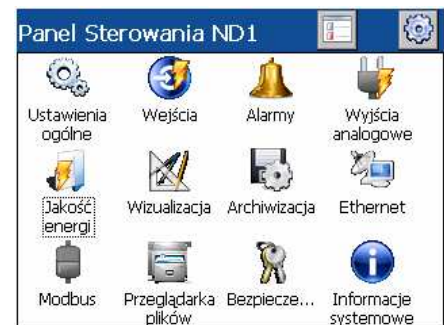 Panel Sterowania ND1
Ustawienia ogólne
Wejścia
Alarmy
Wyjścia analogowe
Jakość energi
Wizualizacja
Archiwizacja
Ethernet
Modbus
Przeglądarka plików
Bezpiecze...
Informacje systemowe